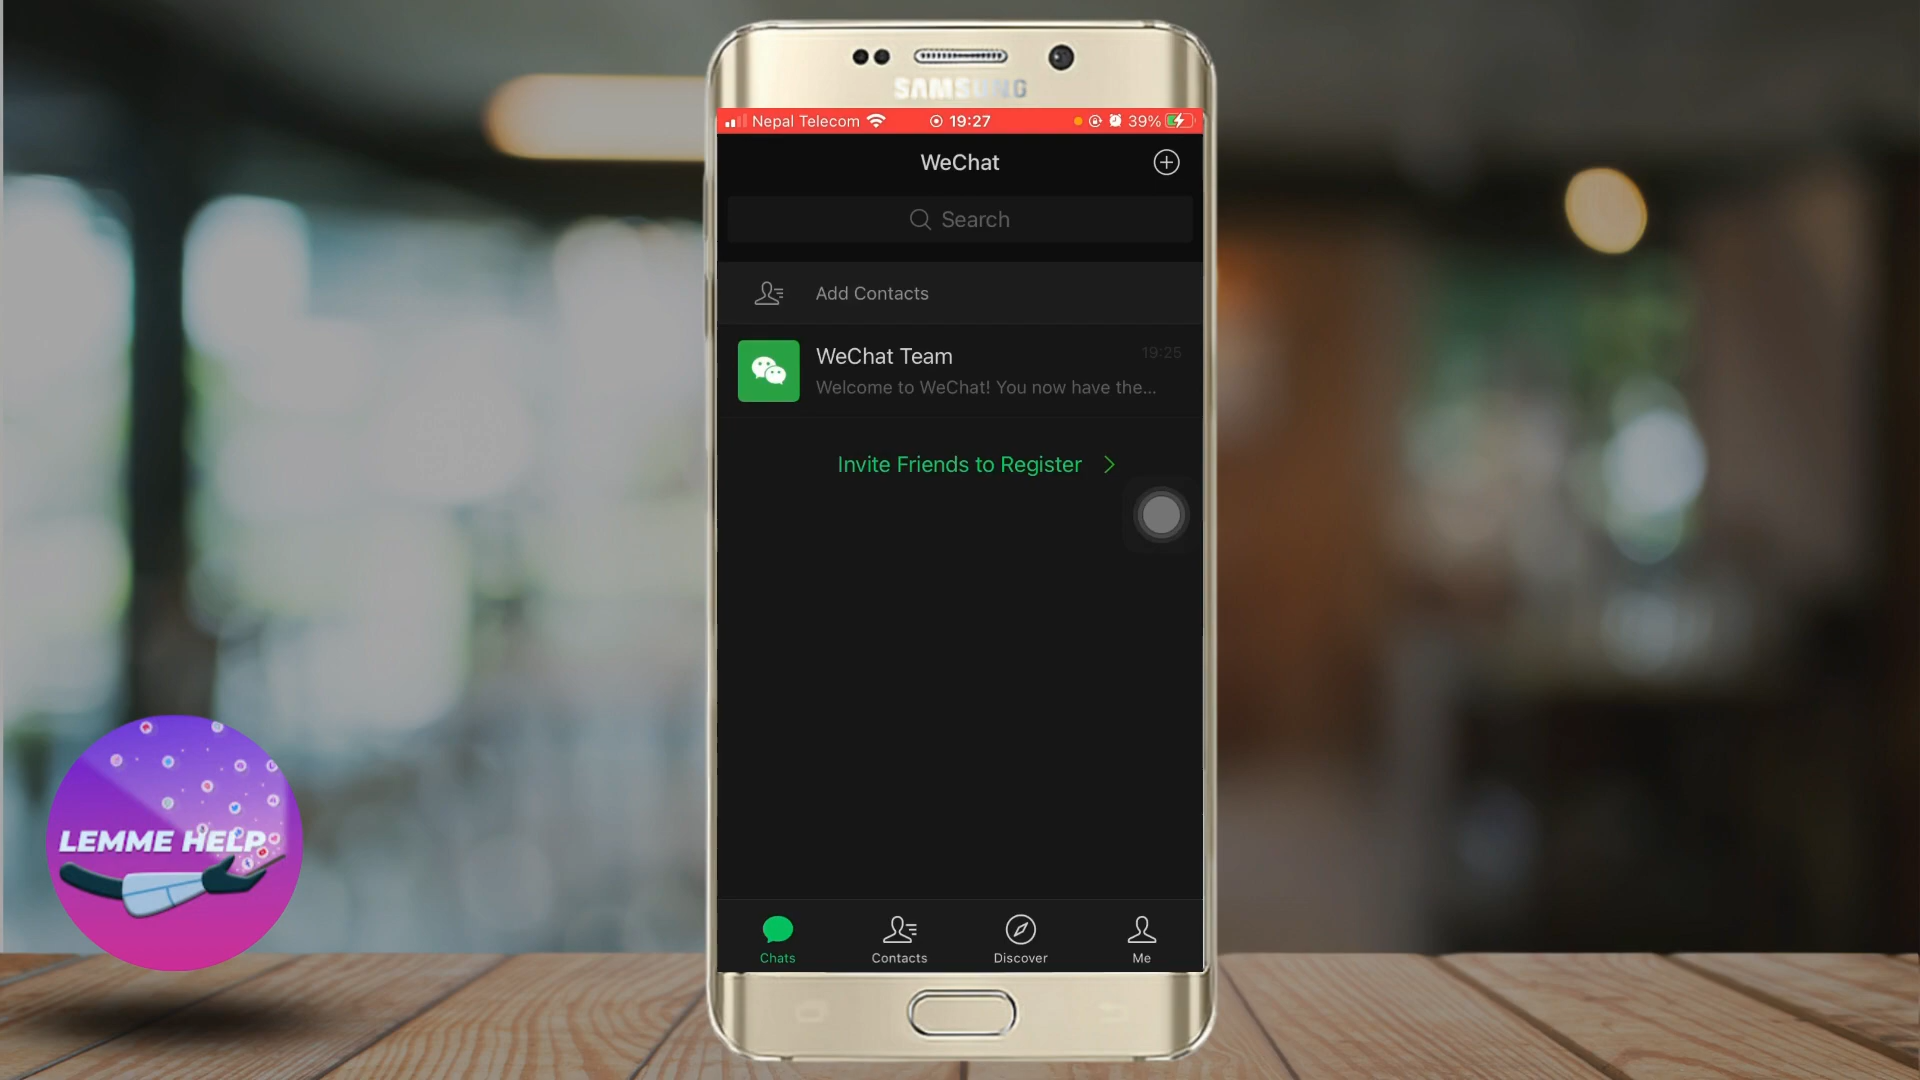 SAMSUNG
Nepal Telecom 19:27 39%
WeChat
Search
Add Contacts
WeChat Team 19:25
Welcome to WeChat! You now have the...
Invite Friends to Register
Chats Contacts Discover Me
LEMME HELP